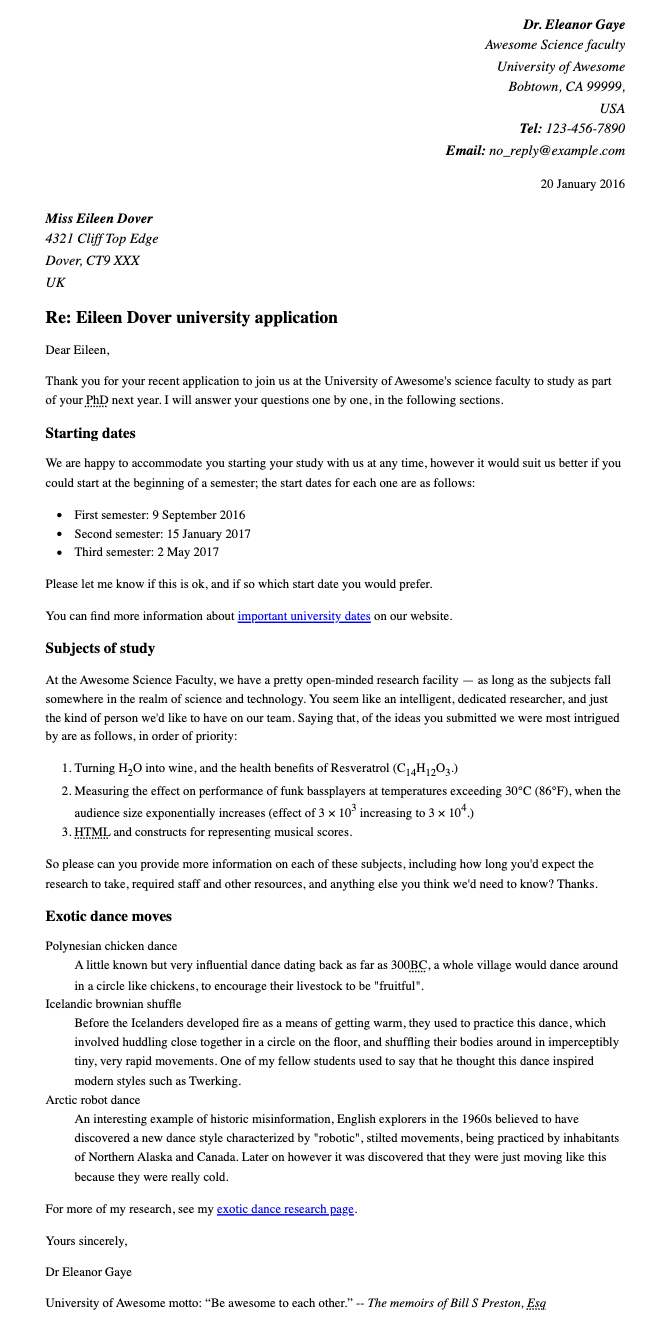 Dr. Eleanor Gaye
Awesome Science faculty
University of Awesome
Bobtown, CA 99999,
USA
Tel: 123-456-7890
Email: no_reply@example.com
20 January 2016
Miss Eileen Dover
4321 Cliff Top Edge
Dover, CT9 XXX
UK
Re: Eileen Dover university application
Dear Eileen,
Thank you for your recent application to join us at the University of Awesome's science faculty to study as part
of your PhD next year. I will answer your questions one by one, in the following sections.
Starting dates
We are happy to accommodate you starting your study with us at any time, however it would suit us better if you
could start at the beginning of a semester; the start dates for each one are as follows:
• First semester: 9 September 2016
• Second semester: 15 January 2017
• Third semester: 2 May 2017
Please let me know if this is ok, and if so which start date you would prefer.
You can find more information about important university dates on our website.
Subjects of study
At the Awesome Science Faculty, we have a pretty open-minded research facility — as long as the subjects fall
somewhere in the realm of science and technology. You seem like an intelligent, dedicated researcher, and just
the kind of person we'd like to have on our team. Saying that, of the ideas you submitted we were most intrigued
by are as follows, in order of priority:
1. Turning H₂O into wine, and the health benefits of Resveratrol (C₁₄H₁₂O₃.)
2. Measuring the effect on performance of funk bassplayers at temperatures exceeding 30°C (86°F), when the
audience size exponentially increases (effect of 3 × 10³ increasing to 3 × 10⁴.)
3. HTML and constructs for representing musical scores.
So please can you provide more information on each of these subjects, including how long you'd expect the
research to take, required staff and other resources, and anything else you think we'd need to know? Thanks.
Exotic dance moves
Polynesian chicken dance
A little known but very influential dance dating back as far as 300BC, a whole village would dance around
in a circle like chickens, to encourage their livestock to be "fruitful".
Icelandic brownian shuffle
Before the Icelanders developed fire as a means of getting warm, they used to practice this dance, which
involved huddling close together in a circle on the floor, and shuffling their bodies around in imperceptibly
tiny, very rapid movements. One of my fellow students used to say that he thought this dance inspired
modern styles such as Twerking.
Arctic robot dance
An interesting example of historic misinformation, English explorers in the 1960s believed to have
discovered a new dance style characterized by "robotic", stilted movements, being practiced by inhabitants
of Northern Alaska and Canada. Later on however it was discovered that they were just moving like this
because they were really cold.
For more of my research, see my exotic dance research page.
Yours sincerely,
Dr Eleanor Gaye
University of Awesome motto: “Be awesome to each other.” -- The memoirs of Bill S Preston, Esq